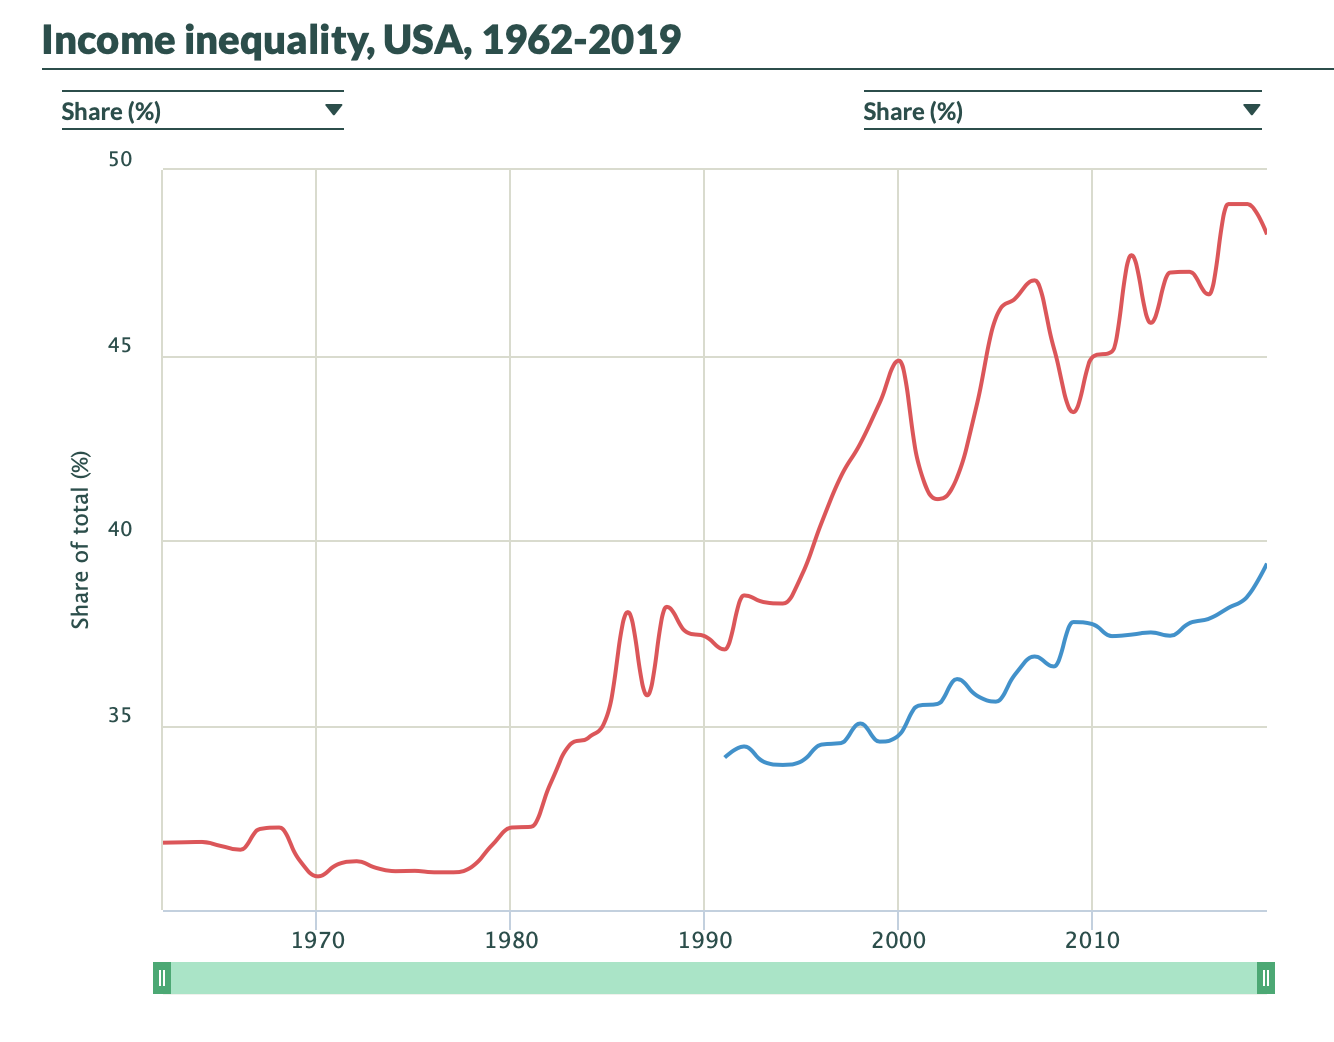 Income inequality, USA, 1962-2019
Share (%)
Share (%)
50
45
40
35
Share of total (%)
1970
1980
1990
2000
2010